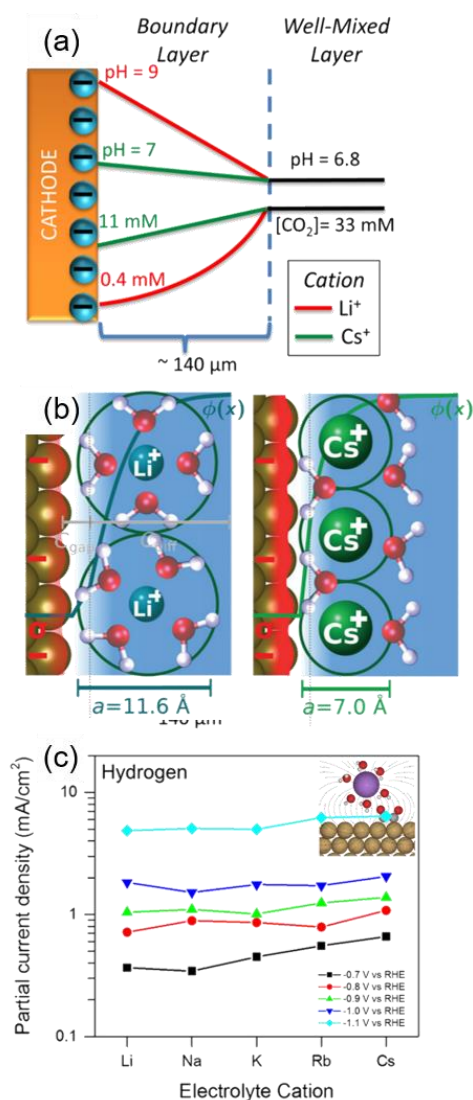 (a)
Boundary
Layer
Well-Mixed
Layer
CATHODE
pH = 9
pH = 7
11 mM
0.4 mM
pH = 6.8
[CO₂]= 33 mM
Cation
Li⁺
Cs⁺
~ 140 µm
(b)
ϕ(x)
ϕ(x)
Li⁺
Li⁺
Cs⁺
Cs⁺
Cs⁺
a=11.6 Å
a=7.0 Å
(c)
Hydrogen
Partial current density (mA/cm²)
10
1
0.1
-0.7 V vs RHE
-0.8 V vs RHE
-0.9 V vs RHE
-1.0 V vs RHE
-1.1 V vs RHE
Li Na K Rb Cs
Electrolyte Cation